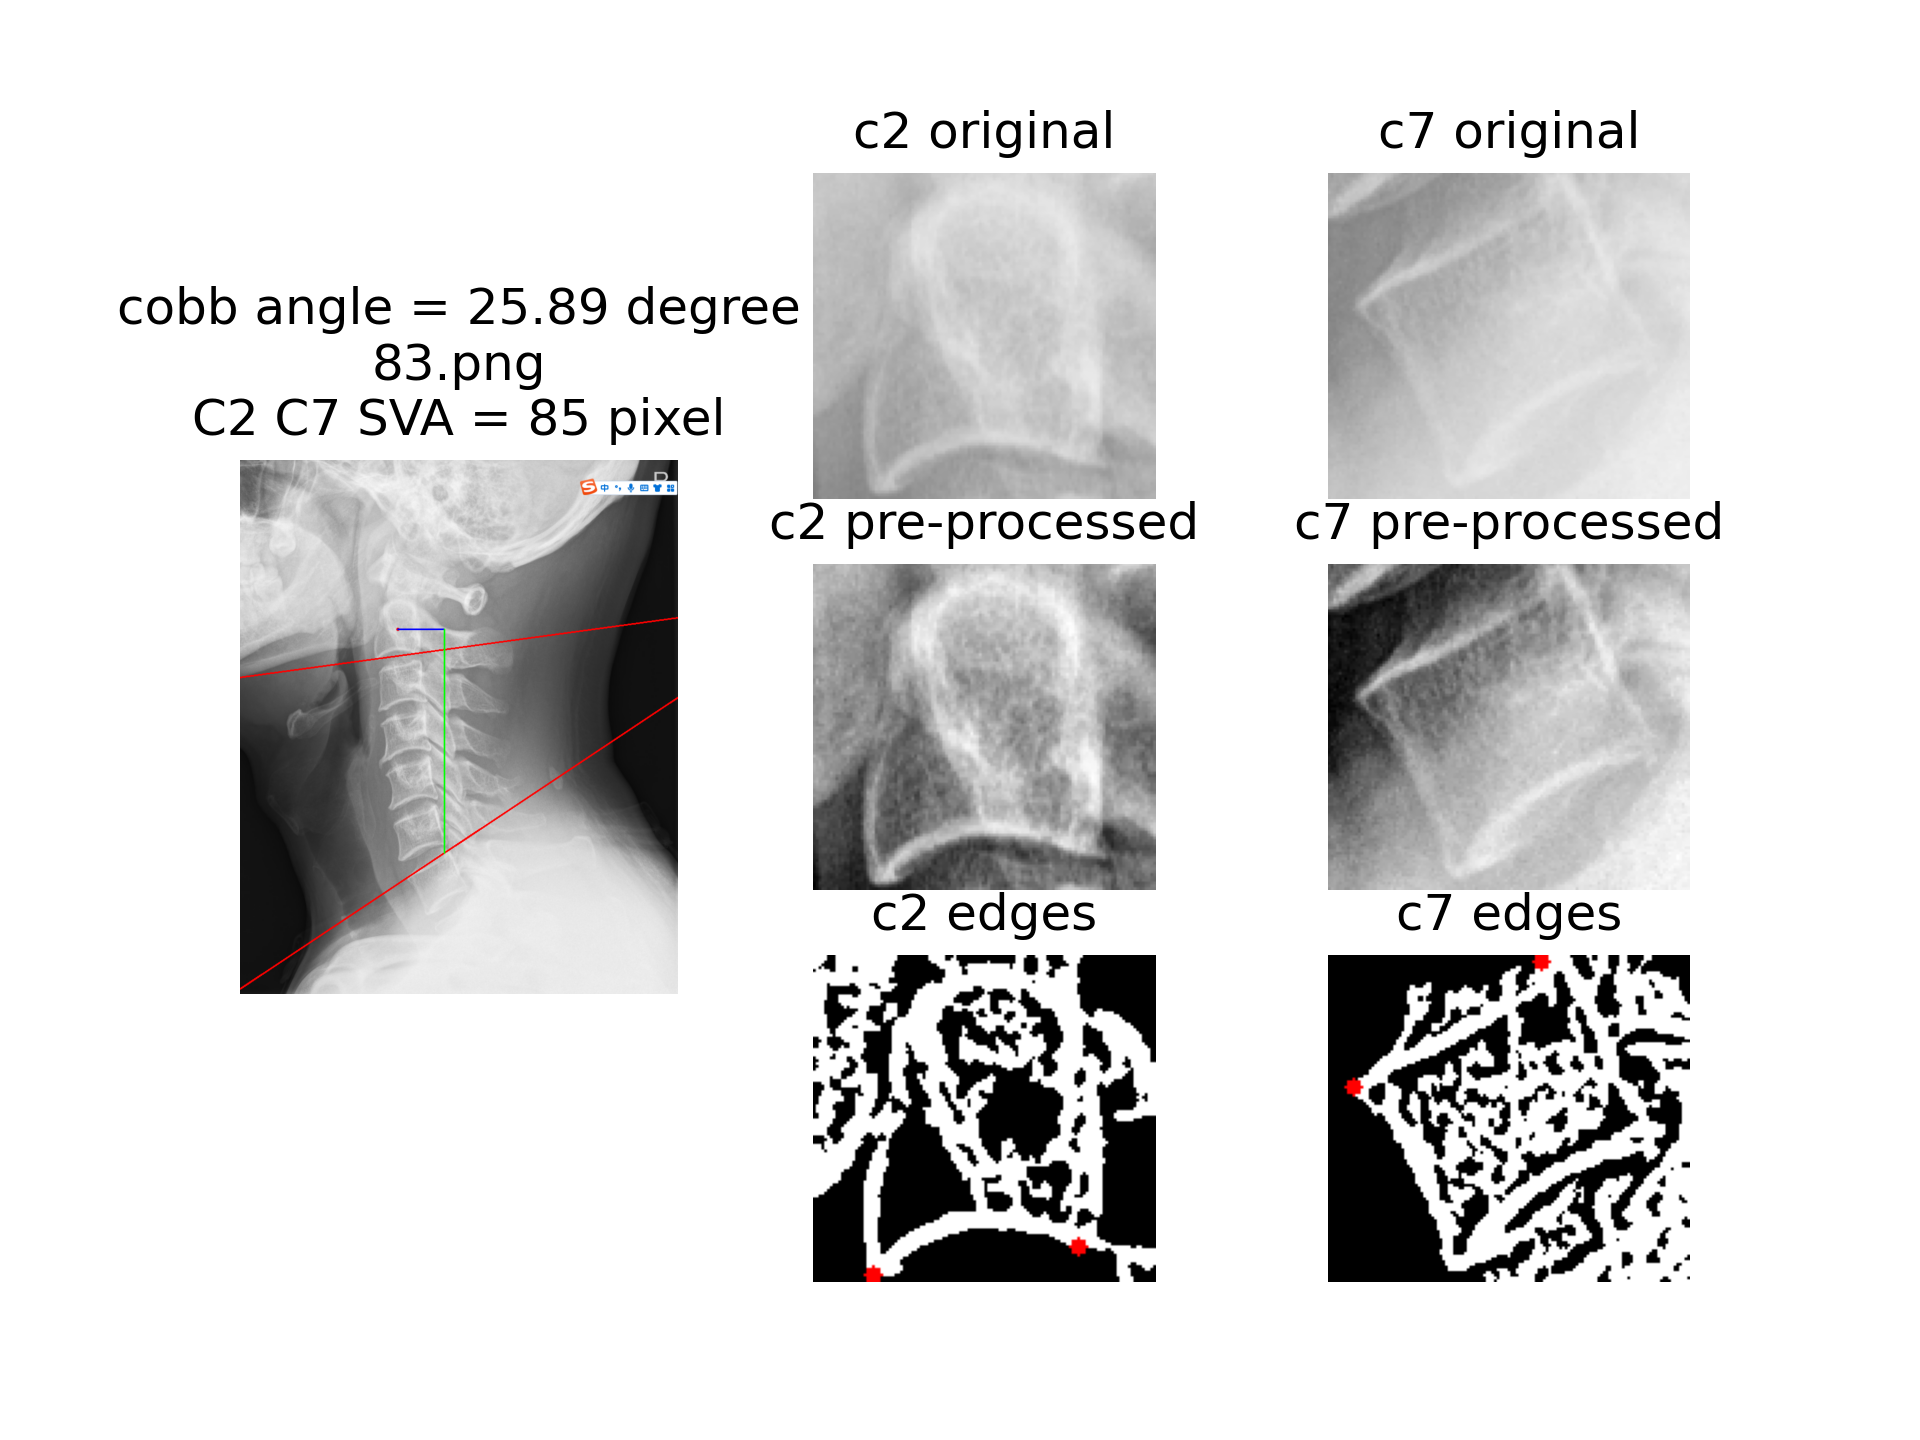 cobb angle = 25.89 degree
83.png
C2 C7 SVA = 85 pixel
中
c2 original
c7 original
c2 pre-processed
c7 pre-processed
c2 edges
c7 edges